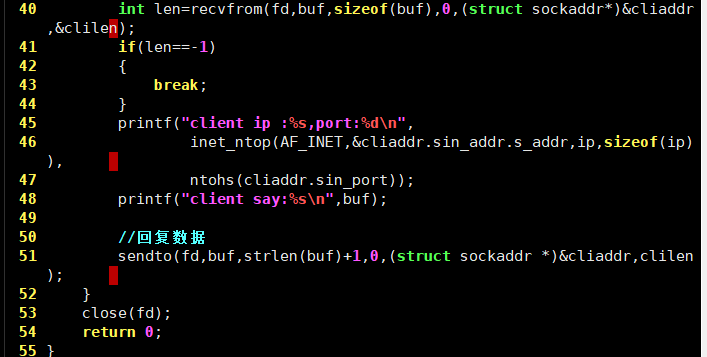 40         int len=recvfrom(fd,buf,sizeof(buf),0,(struct sockaddr*)&cliaddr
,&clilen);
41         if(len==-1)
42         {
43             break;
44         }
45         printf("client ip :%s,port:%d\n",
46                 inet_ntop(AF_INET,&cliaddr.sin_addr.s_addr,ip,sizeof(ip)
),
47                 ntohs(cliaddr.sin_port));
48         printf("client say:%s\n",buf);
49
50         //回复数据
51         sendto(fd,buf,strlen(buf)+1,0,(struct sockaddr *)&cliaddr,clilen
);
52     }
53     close(fd);
54     return 0;
55 }